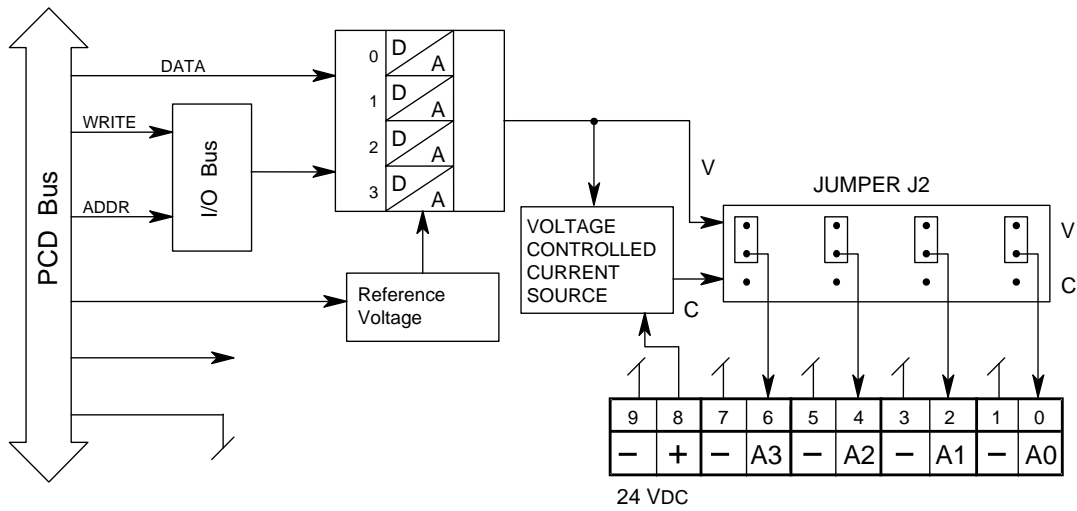 PCD Bus
DATA
WRITE
ADDR
I/O Bus
0 D A
1 D A
2 D A
3 D A
Reference
Voltage
VOLTAGE
CONTROLLED
CURRENT
SOURCE
V
C
JUMPER J2
V
C
9 8 7 6 5 4 3 2 1 0
− + − A3 − A2 − A1 − A0
24 VDC